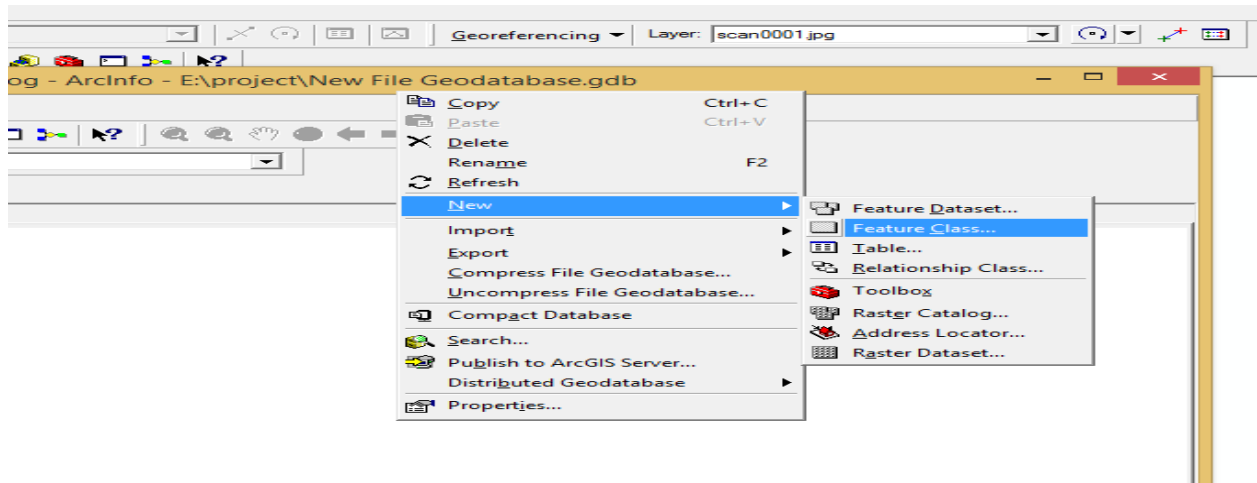 Georeferencing Layer: scan0001.jpg
og - ArcInfo - E:\project\New File Geodatabase.gdb
Copy Ctrl+C
Paste Ctrl+V
Delete
Rename F2
Refresh
New
Import
Export
Compress File Geodatabase...
Uncompress File Geodatabase...
Compact Database
Search...
Publish to ArcGIS Server...
Distributed Geodatabase
Properties...
Feature Dataset...
Feature Class...
Table...
Relationship Class...
Toolbox
Raster Catalog...
Address Locator...
Raster Dataset...